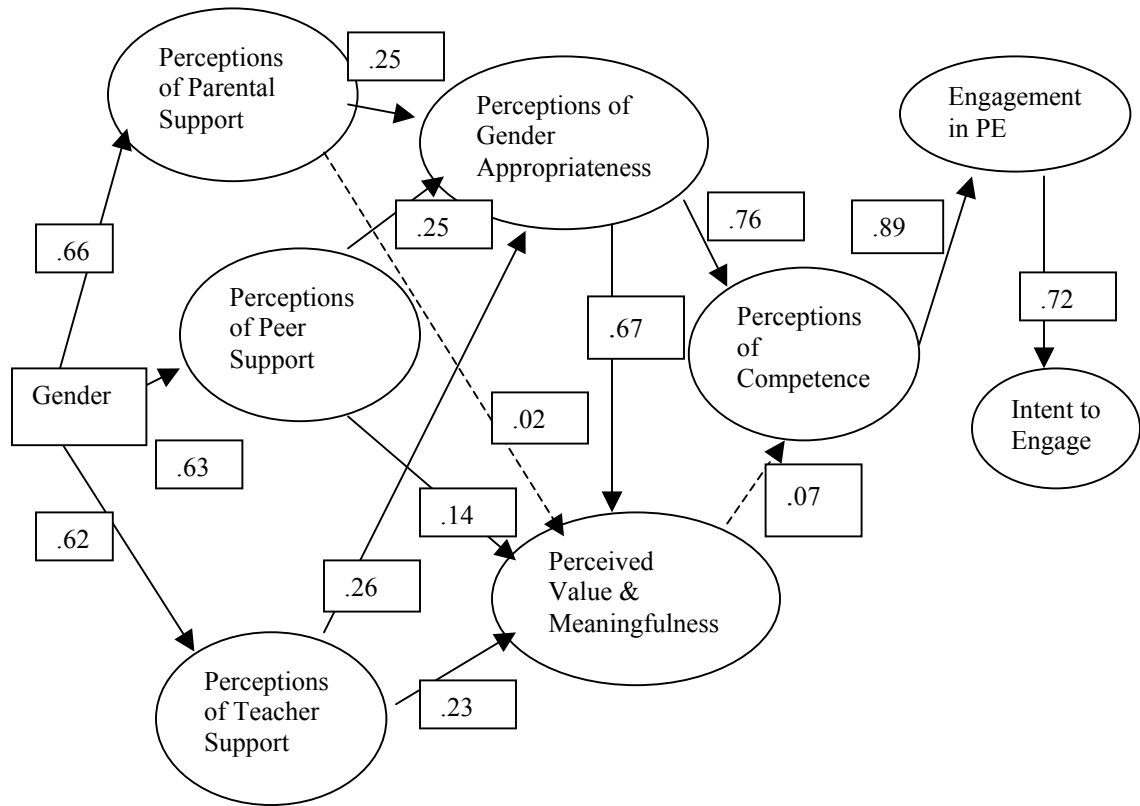 Perceptions
of Parental
Support
.25
Perceptions of
Gender
Appropriateness
Engagement
in PE
.66
.25
.76
.89
Perceptions
of Peer
Support
.67
Perceptions
of
Competence
.72
Gender
.63
.02
Intent to
Engage
.62
.14
.07
.26
Perceived
Value &
Meaningfulness
Perceptions
of Teacher
Support
.23